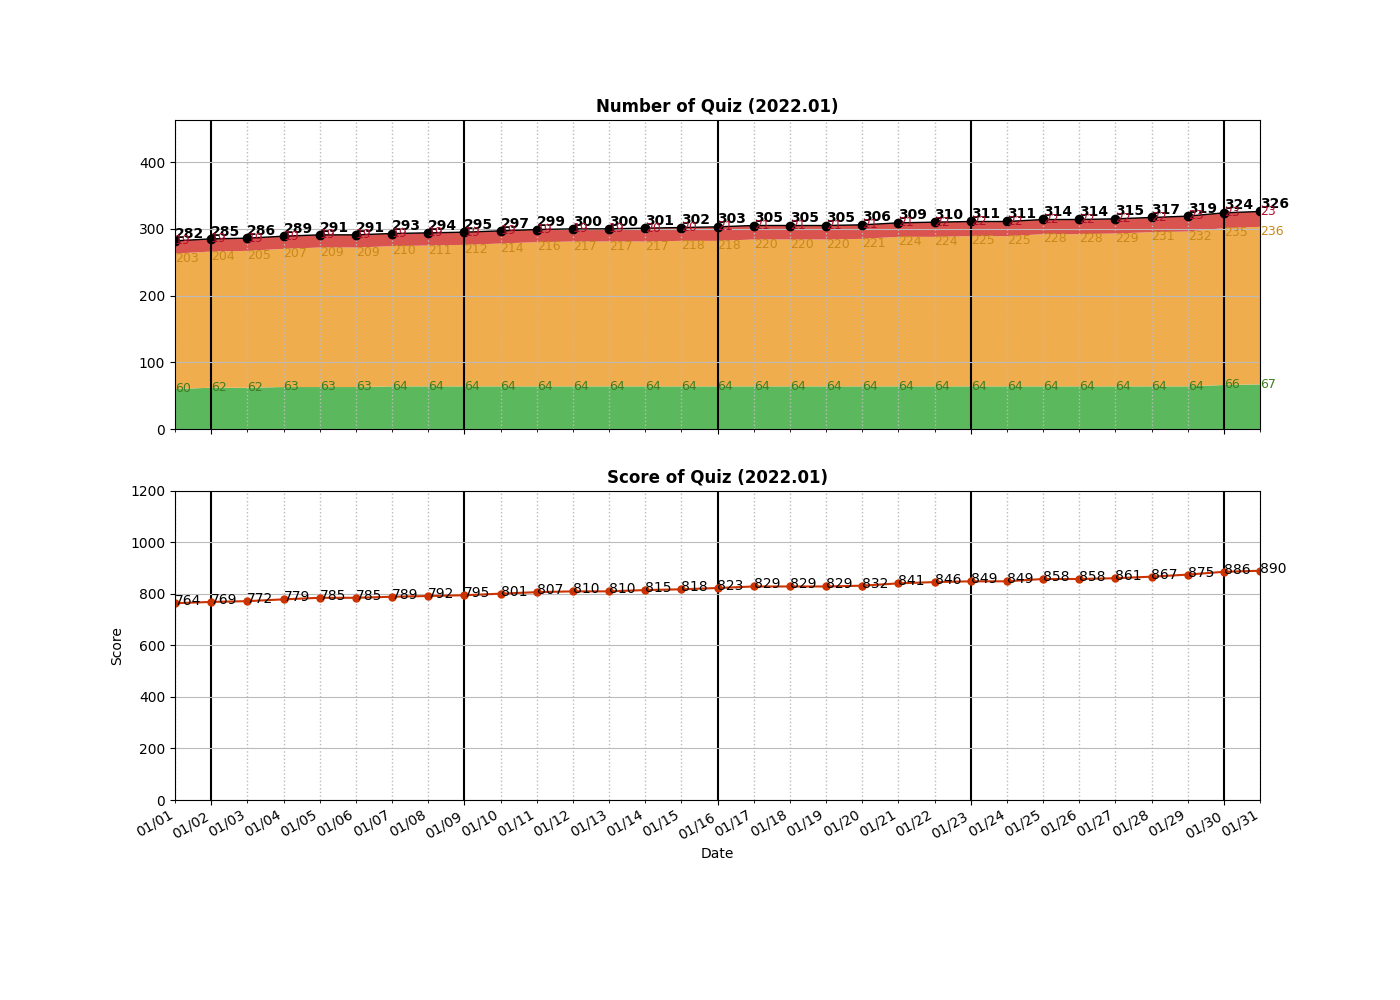 Number of Quiz (2022.01)
400
300
200
100
0
282 285 286 289 291 291 293 294 295 297 299 300 300 301 302 303 305 305 305 306 309 310 311 311 314 314 315 317 319 324 326
23
203 204 205 207 209 209 210 211 212 214 216 217 217 217 218 218 220 220 220 221 224 224 225 225 228 228 229 231 232 235 236
60 62 62 63 63 63 64 64 64 64 64 64 64 64 64 64 64 64 64 64 64 64 64 64 64 64 64 64 64 66 67
Score of Quiz (2022.01)
1200
1000
800
600
400
200
0
Score
764 769 772 779 785 785 789 792 795 801 807 810 810 815 818 823 829 829 829 832 841 846 849 849 858 858 861 867 875 886 890
01/01 01/02 01/03 01/04 01/05 01/06 01/07 01/08 01/09 01/10 01/11 01/12 01/13 01/14 01/15 01/16 01/17 01/18 01/19 01/20 01/21 01/22 01/23 01/24 01/25 01/26 01/27 01/28 01/29 01/30 01/31
Date